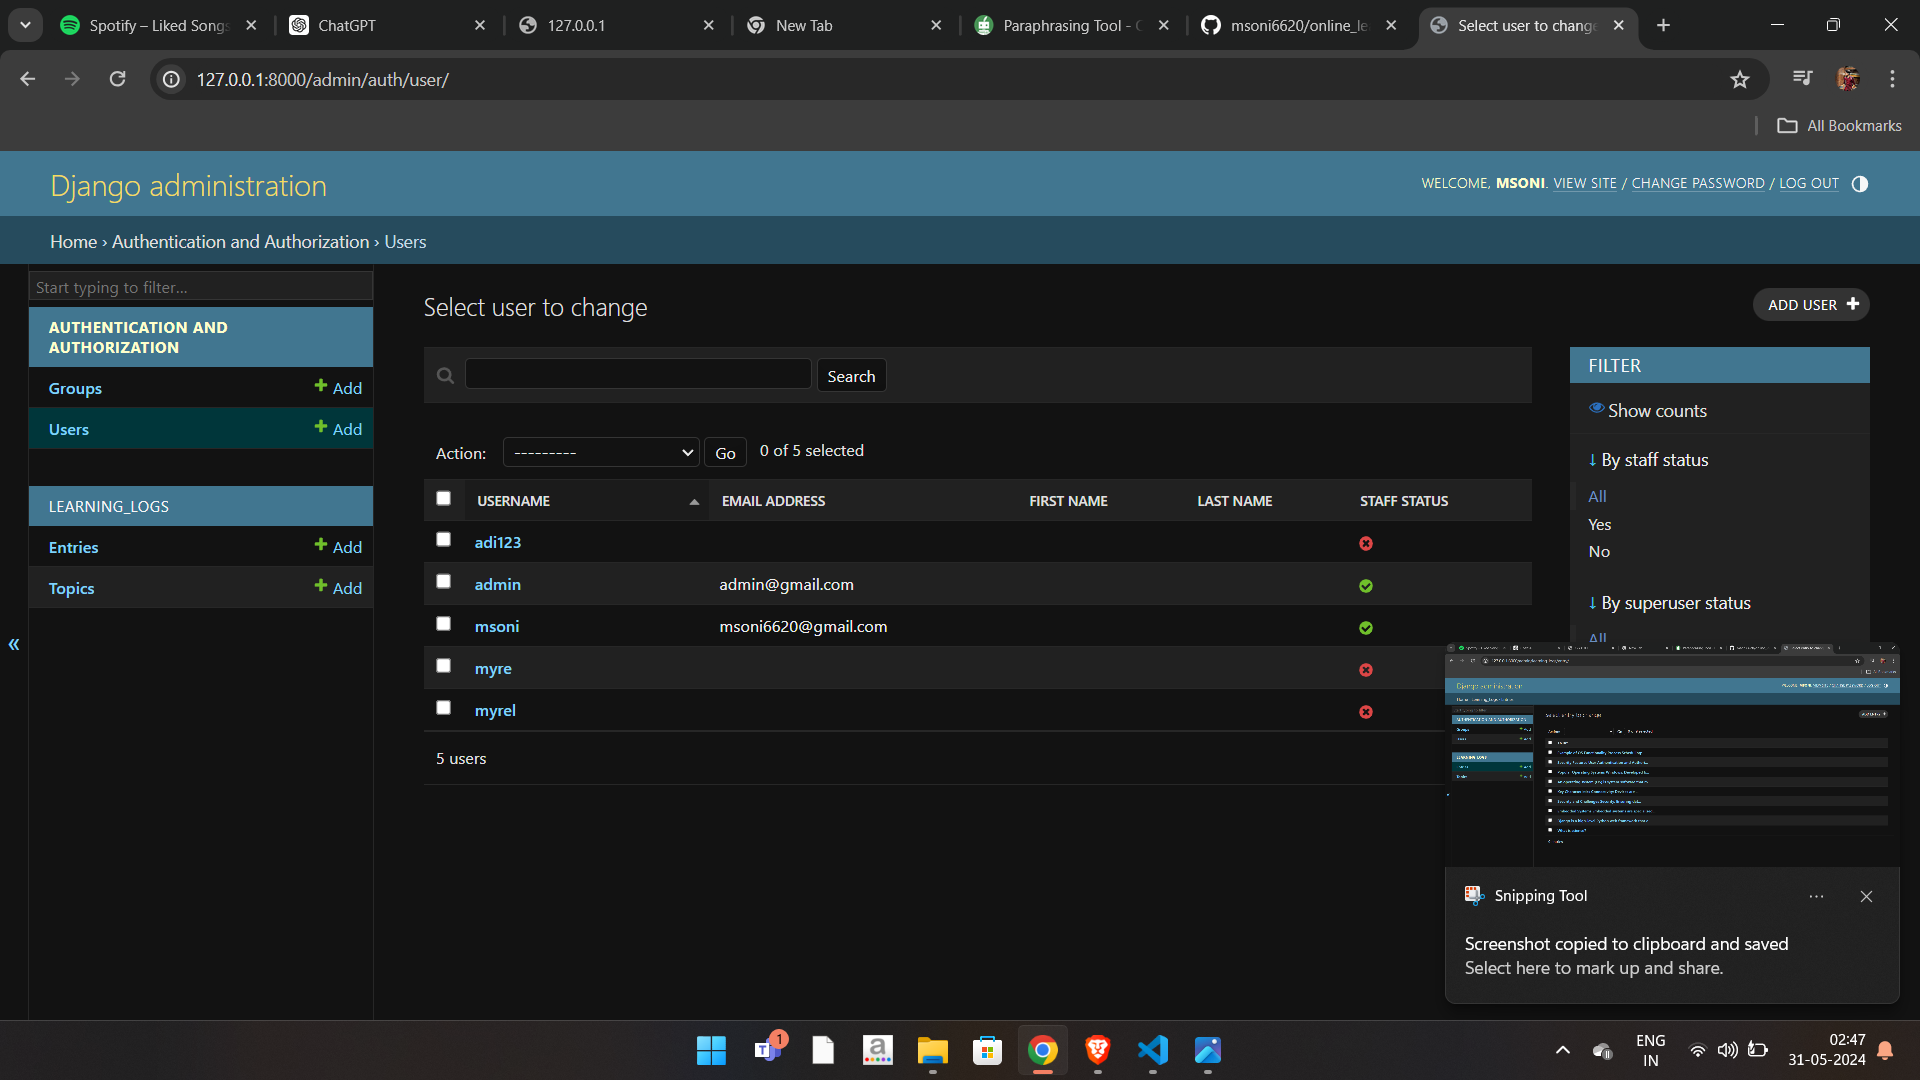 Spotify – Liked Songs
ChatGPT
127.0.0.1
New Tab
Paraphrasing Tool -
msoni6620/online_le
Select user to change
127.0.0.1:8000/admin/auth/user/
All Bookmarks
Django administration
WELCOME, MSONI. VIEW SITE / CHANGE PASSWORD / LOG OUT
Home › Authentication and Authorization › Users
Start typing to filter...
AUTHENTICATION AND
AUTHORIZATION
Groups
Add
Users
Add
LEARNING_LOGS
Entries
Add
Topics
Add
«
Select user to change
ADD USER
Search
Action:
---------
Go
0 of 5 selected
USERNAME EMAIL ADDRESS FIRST NAME LAST NAME STAFF STATUS
adi123
admin admin@gmail.com
msoni msoni6620@gmail.com
myre
myrel
5 users
FILTER
Show counts
↓ By staff status
All
Yes
No
↓ By superuser status
All
Django administration
Snipping Tool
Screenshot copied to clipboard and saved
Select here to mark up and share.
1
a
ENG
IN
02:47
31-05-2024